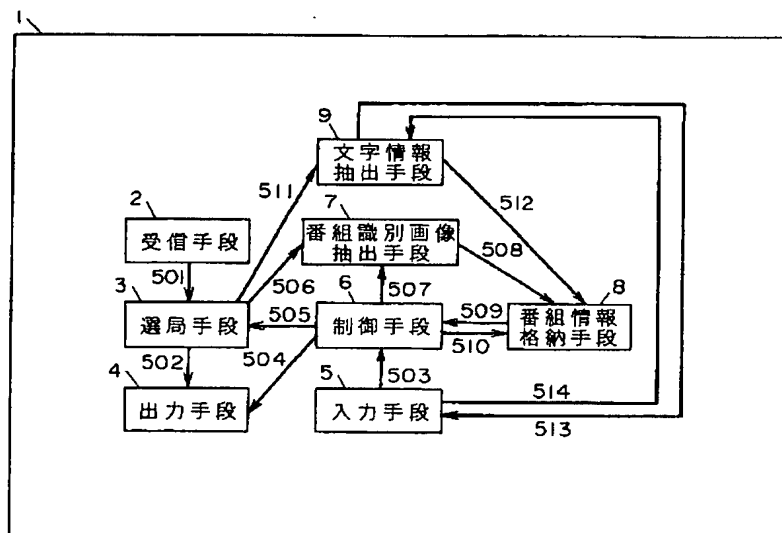 1
9
文字情報
抽出手段
511
512
2
受信手段
7
番組識別画像
抽出手段
508
501
506
507
3
選局手段
505
6
制御手段
509
510
8
番組情報
格納手段
502
504
503
4
出力手段
5
入力手段
514
513